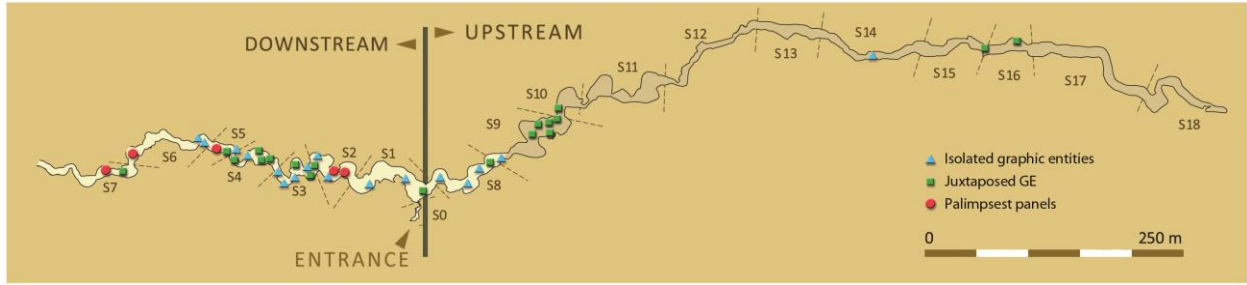 DOWNSTREAM
UPSTREAM
ENTRANCE
S7
S6
S5
S4
S3
S2
S1
S0
S8
S9
S10
S11
S12
S13
S14
S15
S16
S17
S18
Isolated graphic entities
Juxtaposed GE
Palimpsest panels
0 250 m